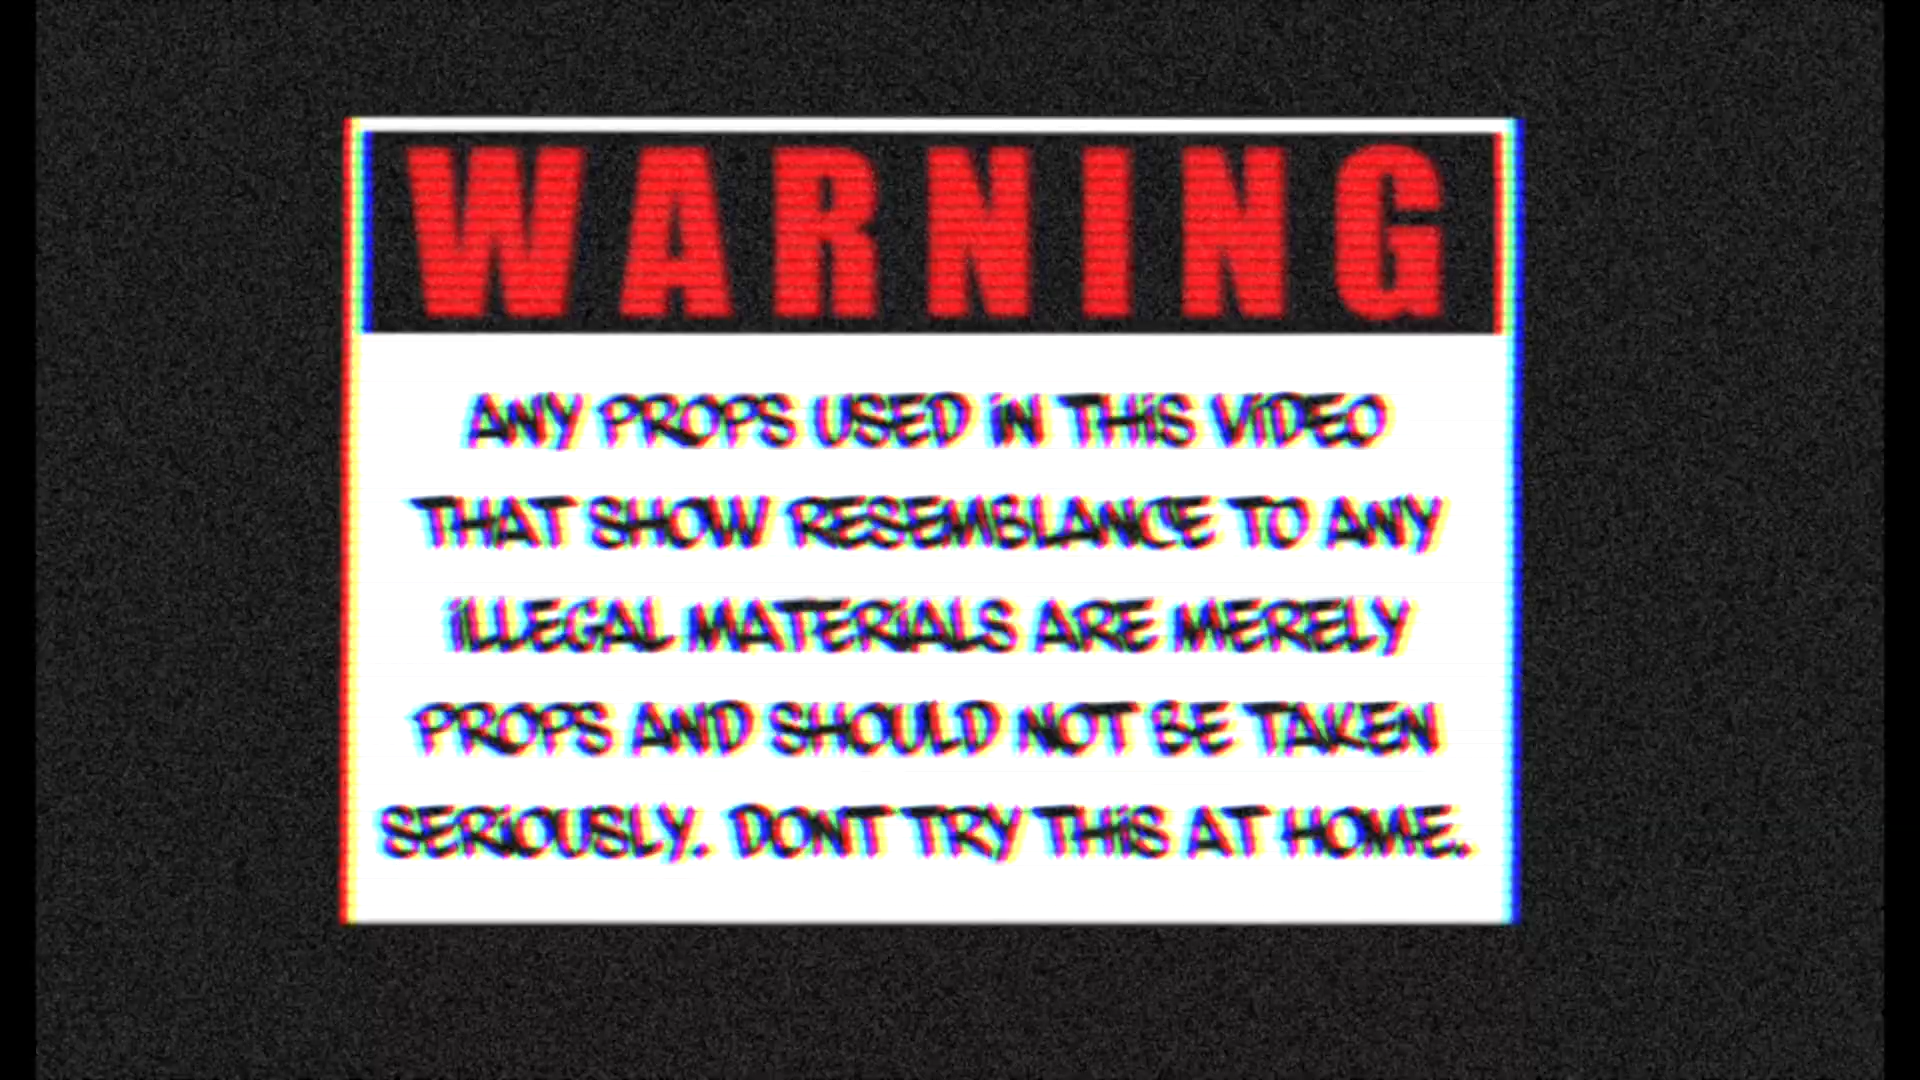 WARNING
ANY PROPS USED iN THiS ViDEO
THAT SHOW RESEMBLANCE TO ANY
iLLEGAL MATERiALS ARE MERELY
PROPS AND SHOULD NOT BE TAKEN
SERiOUSLY. DONT TRY THiS AT HOME.